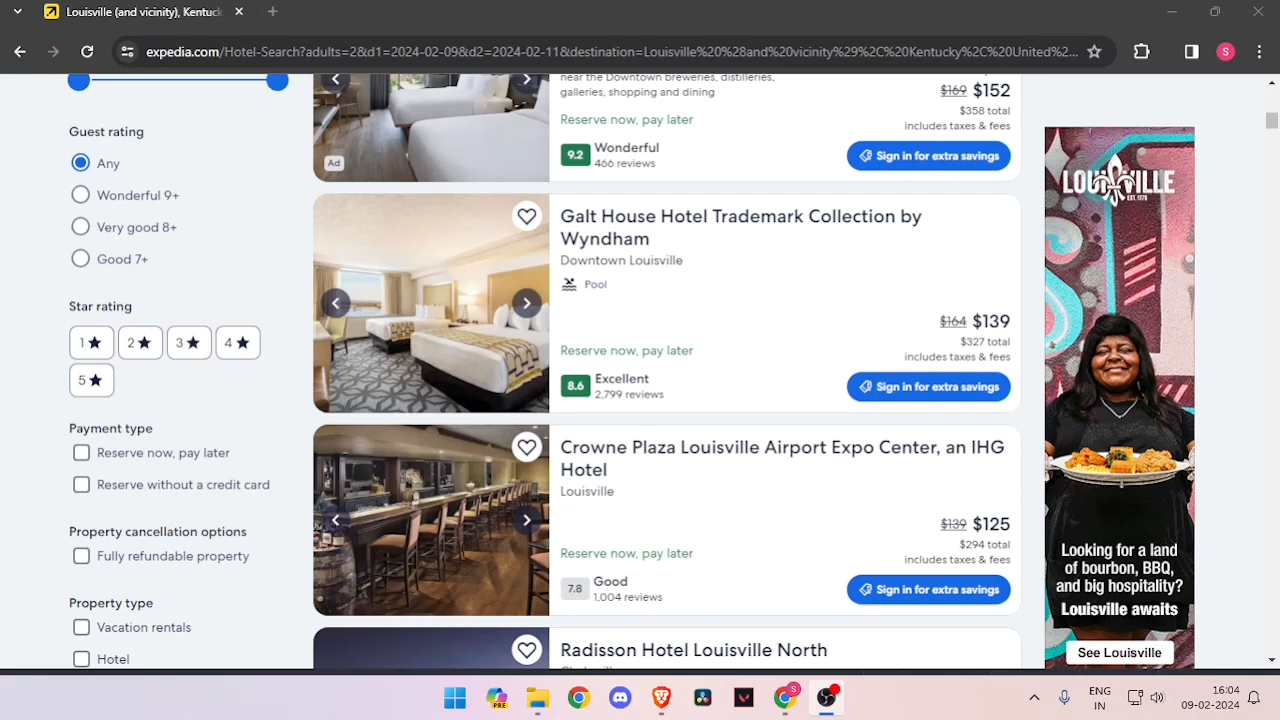 Louisville), Kentuck
expedia.com/Hotel-Search?adults=2&d1=2024-02-09&d2=2024-02-11&destination=Louisville%20%28and%20vicinity%29%2C%20Kentucky%2C%20United%2...
S
Guest rating
Any
Wonderful 9+
Very good 8+
Good 7+
Star rating
1
2
3
4
5
Payment type
Reserve now, pay later
Reserve without a credit card
Property cancellation options
Fully refundable property
Property type
Vacation rentals
Hotel
Ad
near the Downtown breweries, distilleries,
galleries, shopping and dining
Reserve now, pay later
9.2 Wonderful
466 reviews
$169 $152
$358 total
includes taxes & fees
Sign in for extra savings
Galt House Hotel Trademark Collection by
Wyndham
Downtown Louisville
Pool
Reserve now, pay later
8.6 Excellent
2,799 reviews
$164 $139
$327 total
includes taxes & fees
Sign in for extra savings
Crowne Plaza Louisville Airport Expo Center, an IHG
Hotel
Louisville
Reserve now, pay later
7.8 Good
1,004 reviews
$139 $125
$294 total
includes taxes & fees
Sign in for extra savings
Radisson Hotel Louisville North
LOUISVILLE
EST. 1778
Looking for a land
of bourbon, BBQ,
and big hospitality?
Louisville awaits
See Louisville
PRE
S
ENG
IN
16:04
09-02-2024